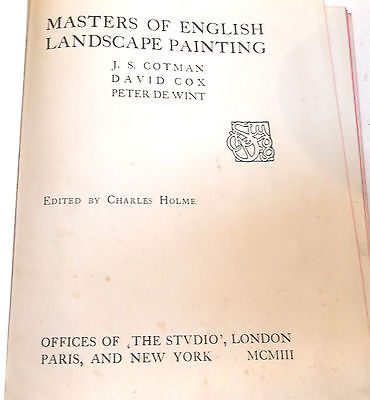 MASTERS OF ENGLISH
LANDSCAPE PAINTING
J. S. COTMAN
DAVID COX
PETER DE WINT
EDITED BY CHARLES HOLME
OFFICES OF ‚THE STVDIO', LONDON
PARIS, AND NEW YORK MCMIII